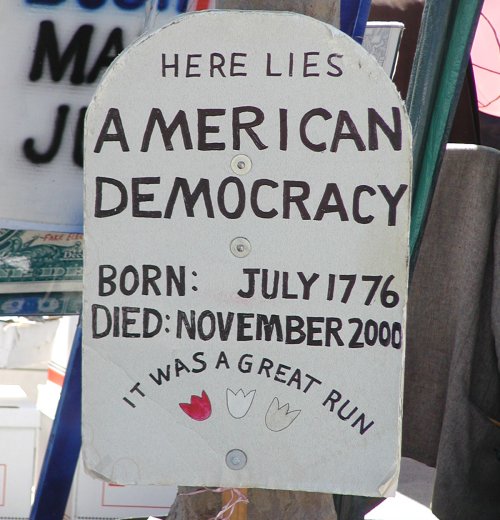 HERE LIES
AMERICAN
DEMOCRACY
BORN: JULY 1776
DIED: NOVEMBER 2000
IT WAS A GREAT RUN